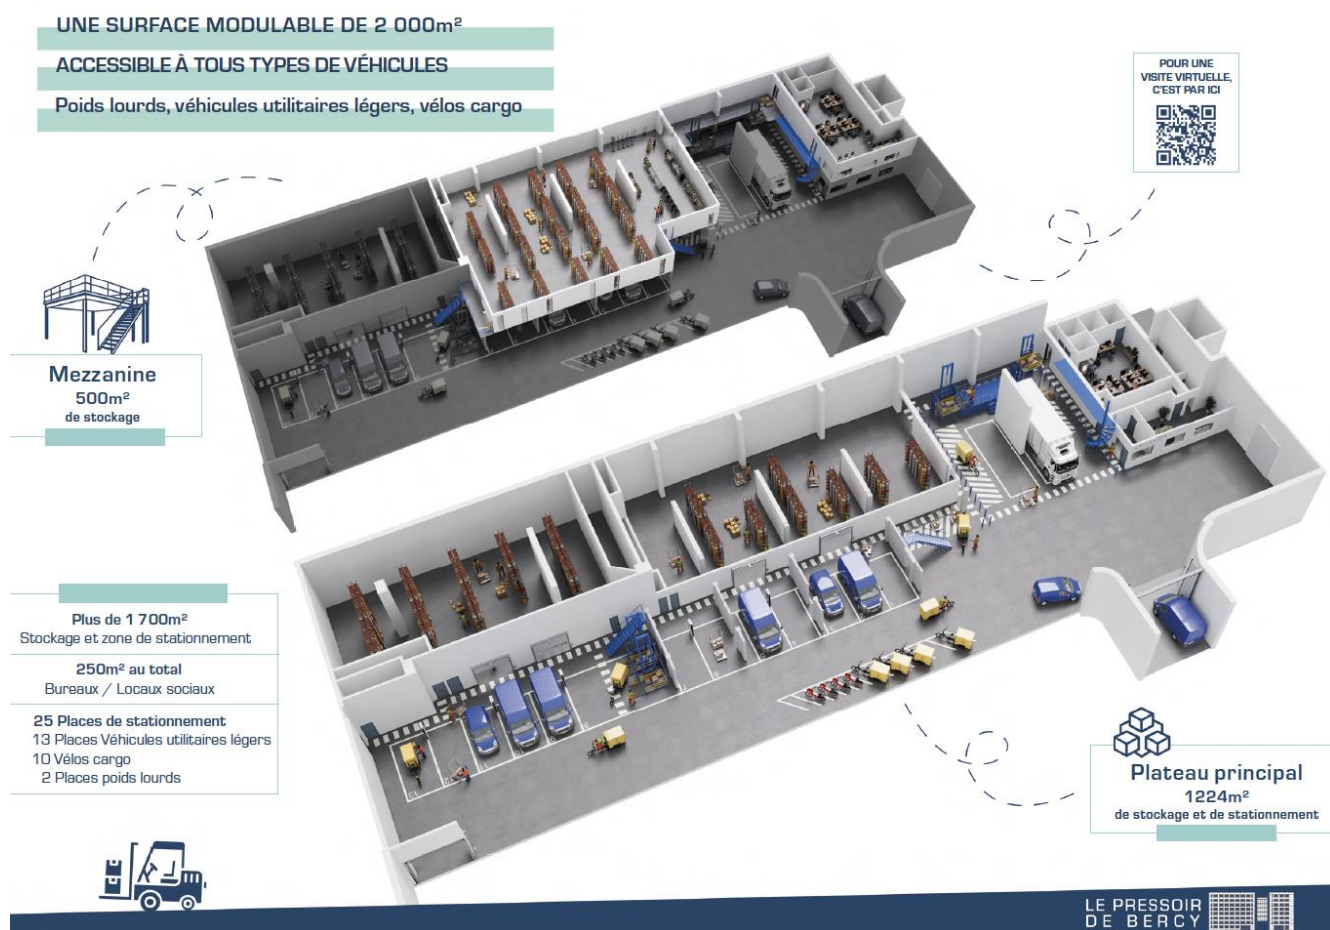 UNE SURFACE MODULABLE DE 2 000m²
ACCESSIBLE À TOUS TYPES DE VÉHICULES
Poids lourds, véhicules utilitaires légers, vélos cargo
POUR UNE
VISITE VIRTUELLE,
C'EST PAR ICI
Mezzanine
500m²
de stockage
Plus de 1 700m²
Stockage et zone de stationnement
250m² au total
Bureaux / Locaux sociaux
25 Places de stationnement
13 Places Véhicules utilitaires légers
10 Vélos cargo
2 Places poids lourds
Plateau principal
1224m²
de stockage et de stationnement
LE PRESSOIR
DE BERCY